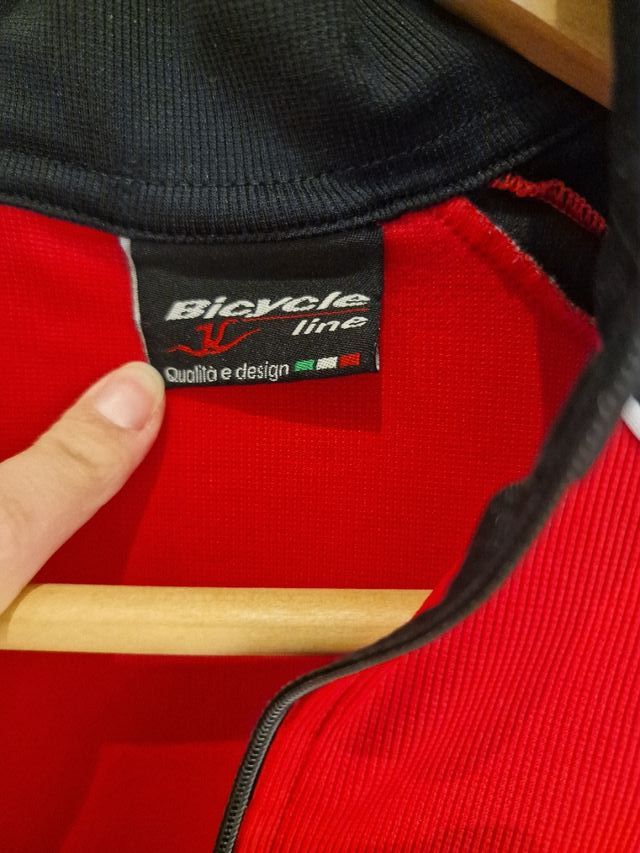 Bicycle
line
Qualità e design